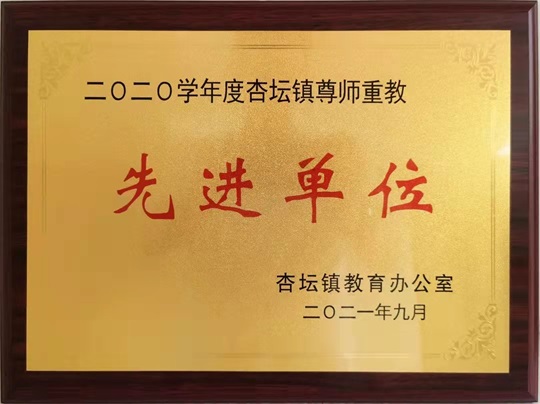 二〇二〇学年度杏坛镇尊师重教
先进单位
杏坛镇教育办公室
二〇二一年九月